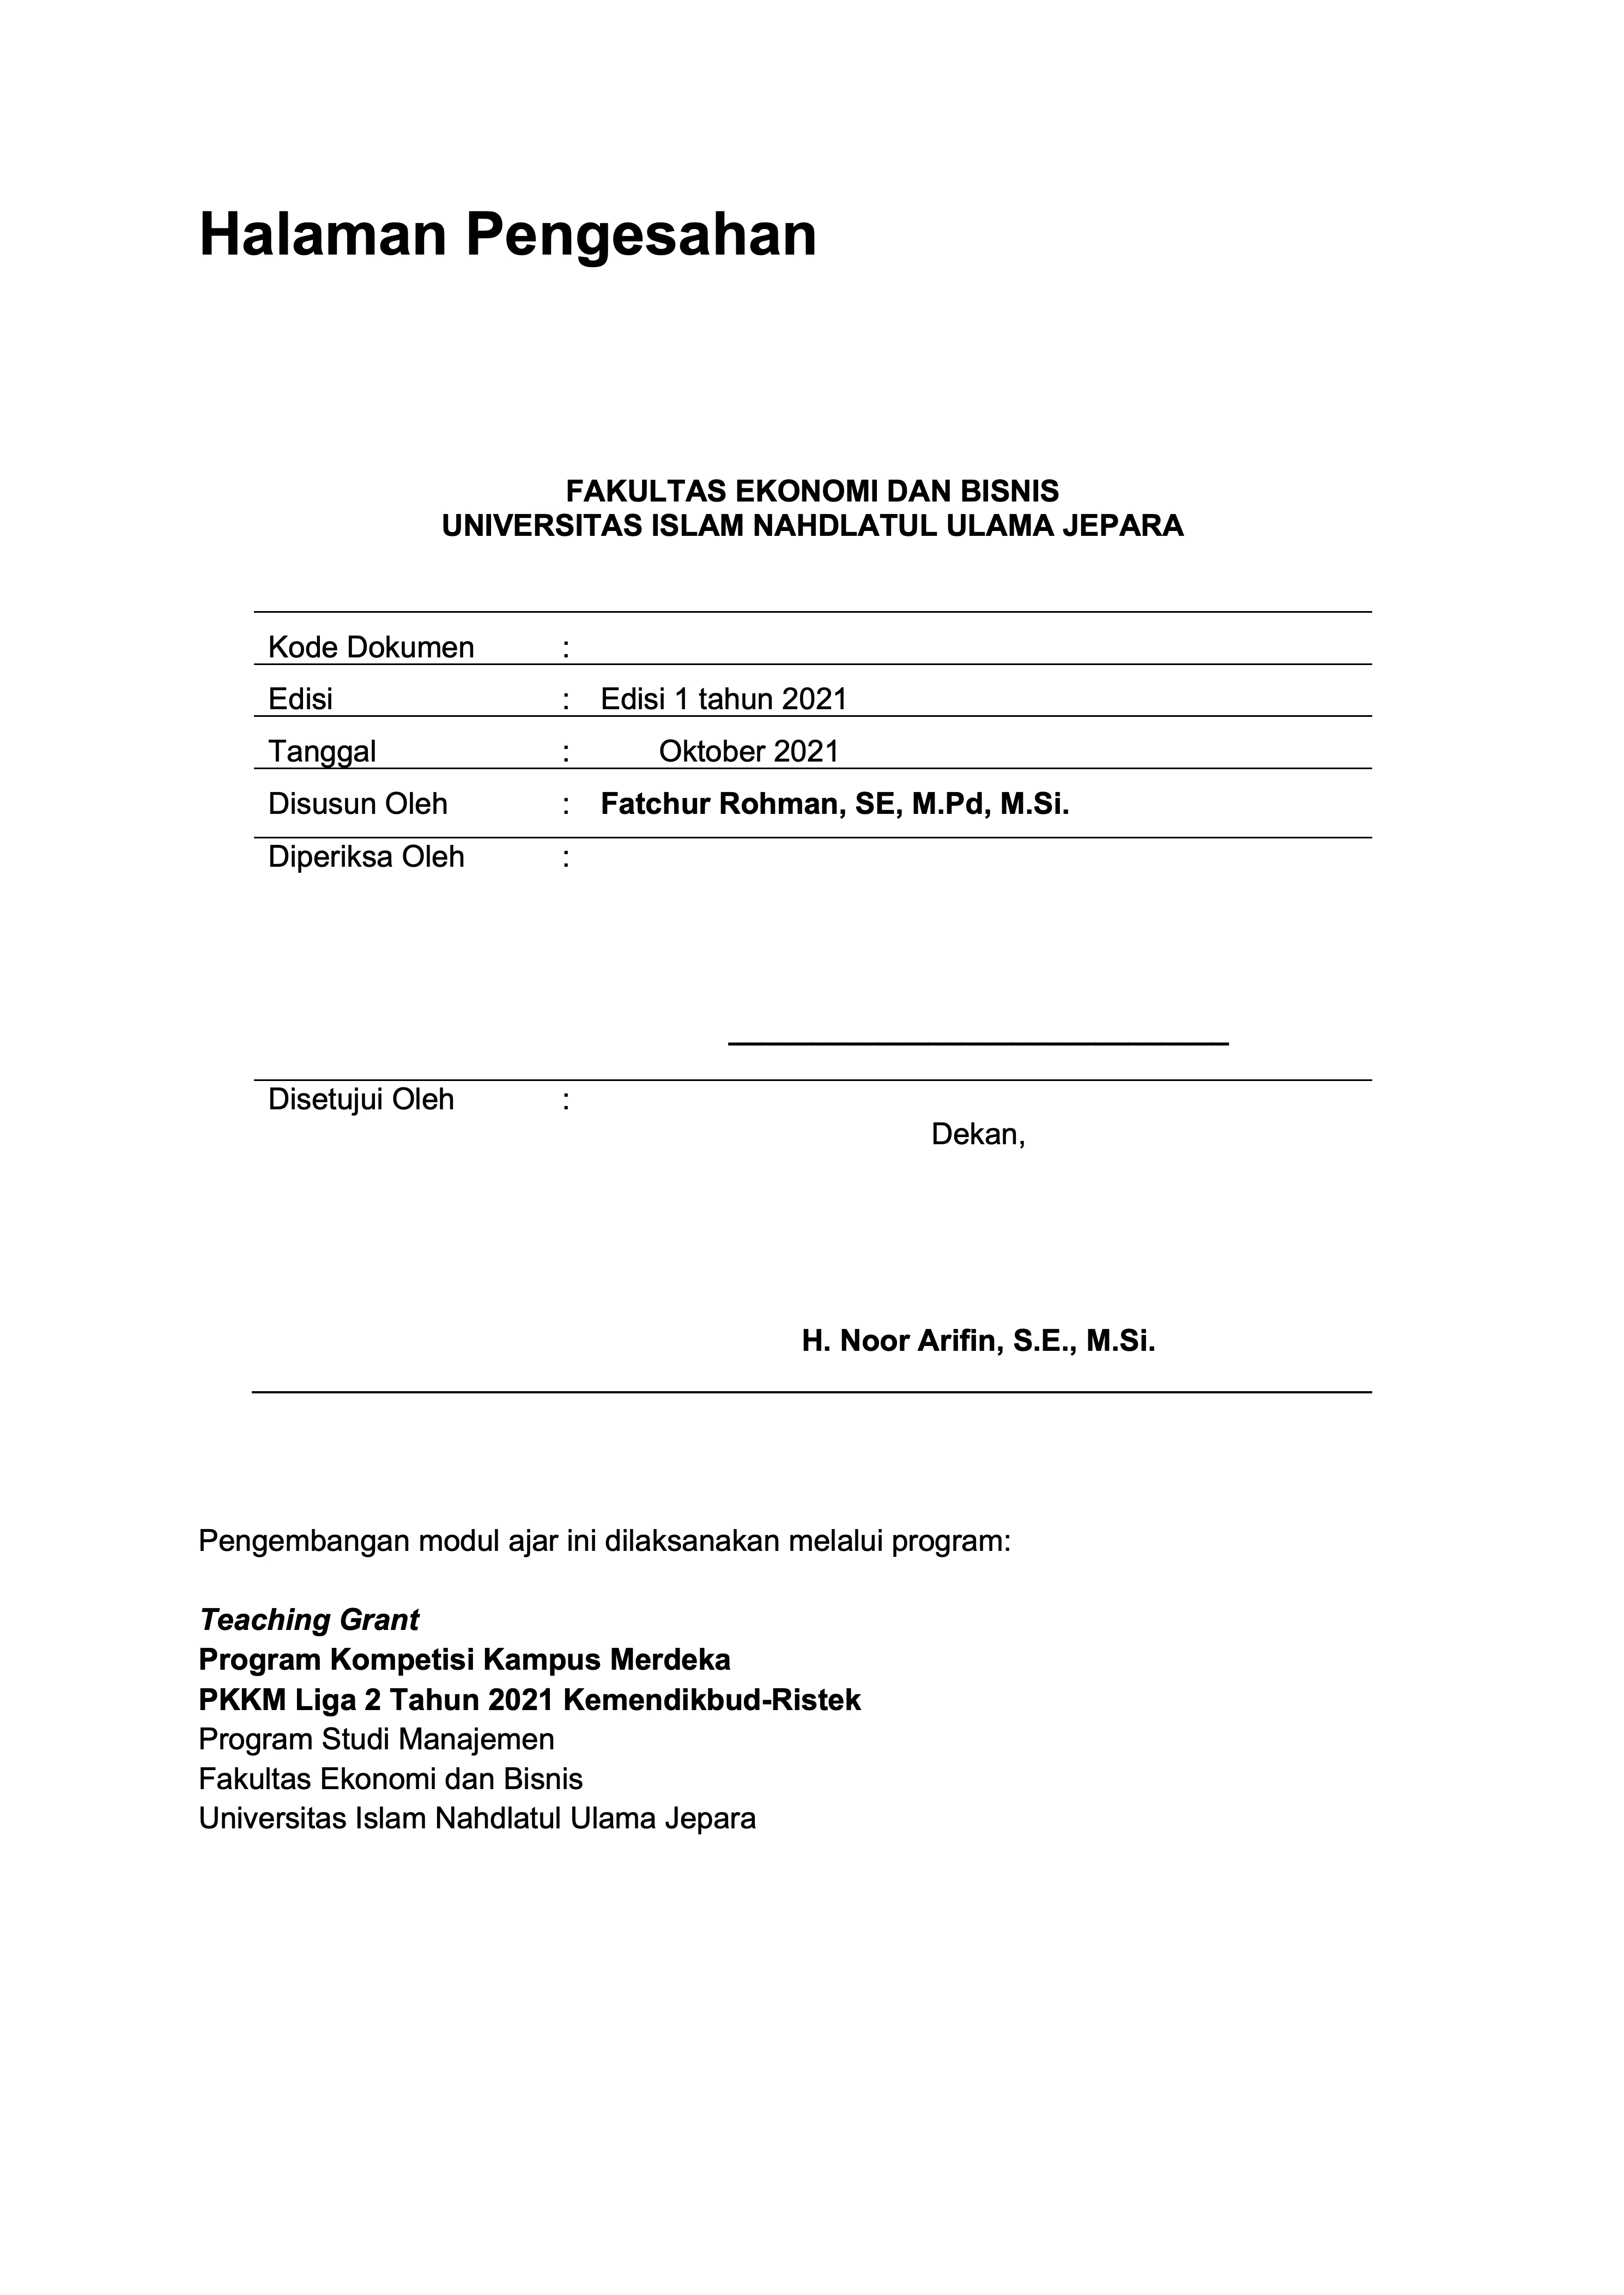 Halaman Pengesahan
FAKULTAS EKONOMI DAN BISNIS
UNIVERSITAS ISLAM NAHDLATUL ULAMA JEPARA
Kode Dokumen :
Edisi : Edisi 1 tahun 2021
Tanggal : Oktober 2021
Disusun Oleh : Fatchur Rohman, SE, M.Pd, M.Si.
Diperiksa Oleh :
Disetujui Oleh :
Dekan,
H. Noor Arifin, S.E., M.Si.
Pengembangan modul ajar ini dilaksanakan melalui program:
Teaching Grant
Program Kompetisi Kampus Merdeka
PKKM Liga 2 Tahun 2021 Kemendikbud-Ristek
Program Studi Manajemen
Fakultas Ekonomi dan Bisnis
Universitas Islam Nahdlatul Ulama Jepara